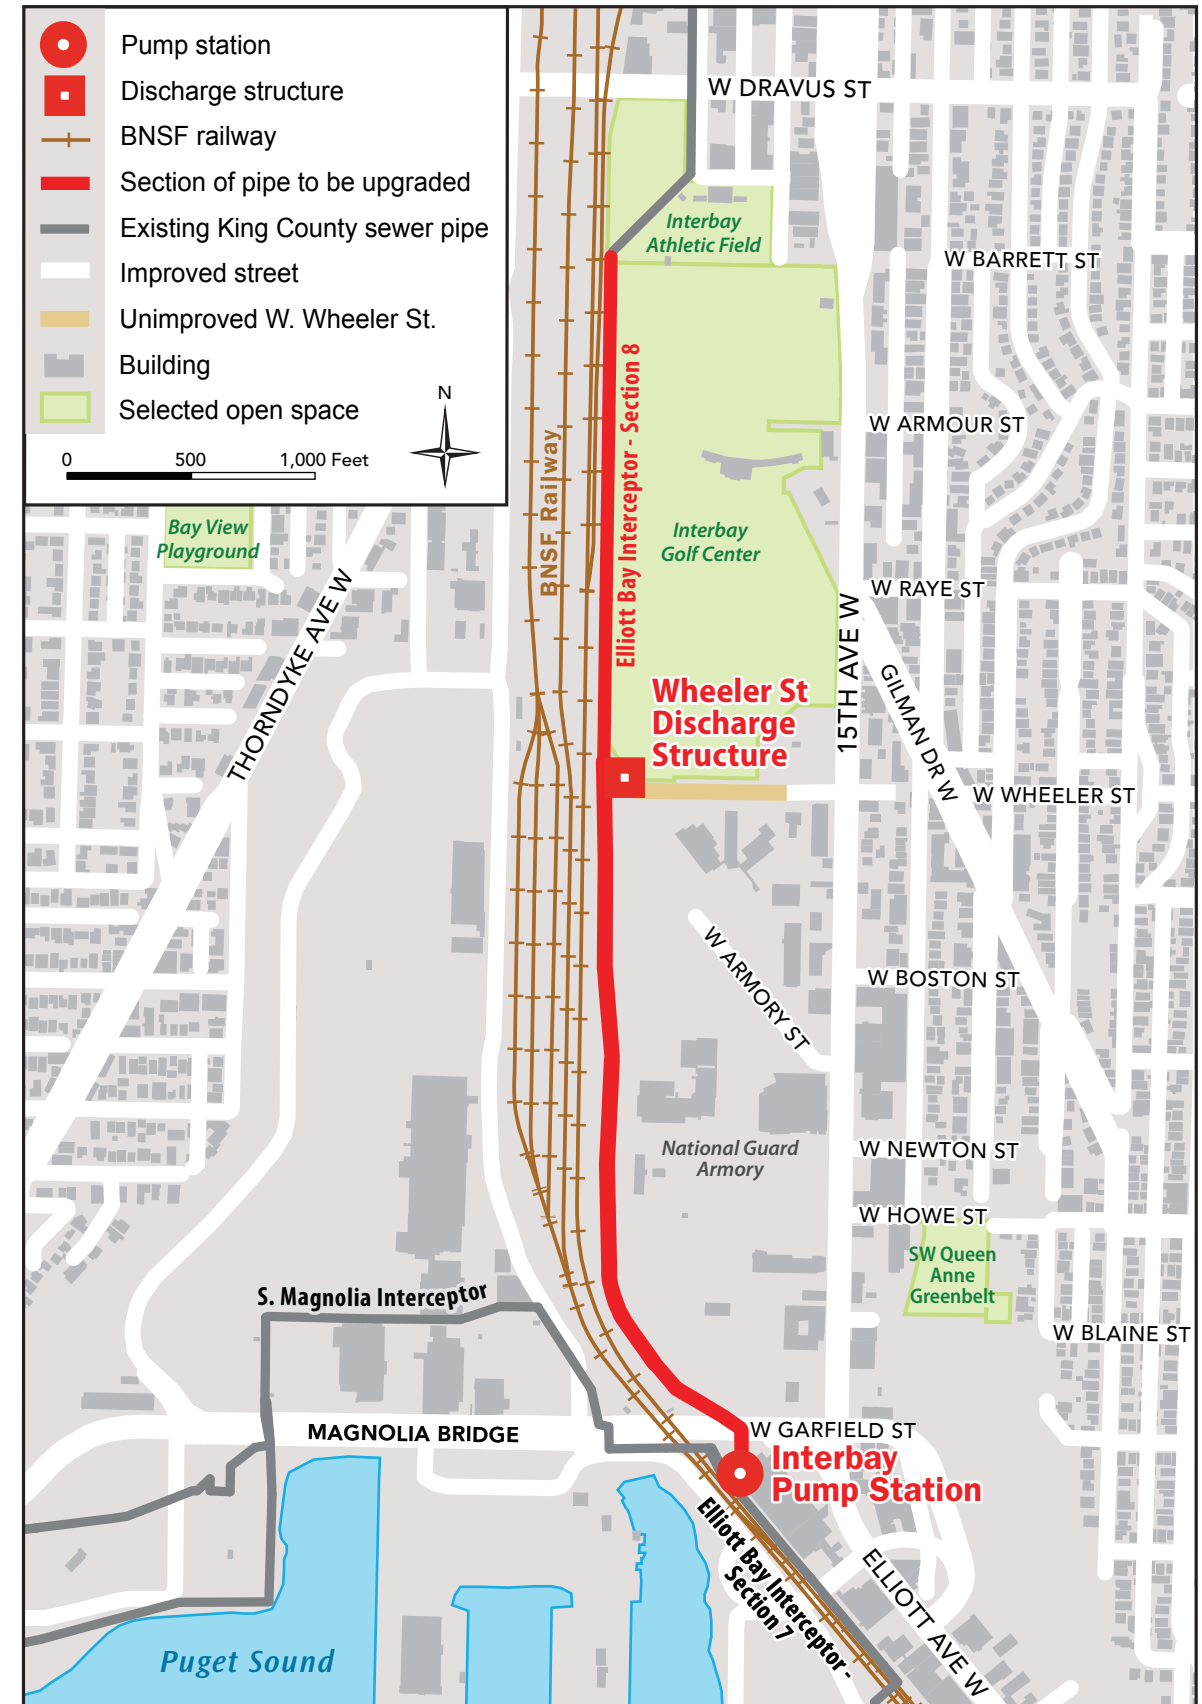 Pump station
Discharge structure
BNSF railway
Section of pipe to be upgraded
Existing King County sewer pipe
Improved street
Unimproved W. Wheeler St.
Building
Selected open space
N
0 500 1,000 Feet
W DRAVUS ST
Interbay
Athletic Field
W BARRETT ST
Elliott Bay Interceptor - Section 8
BNSF Railway
W ARMOUR ST
Bay View
Playground
Interbay
Golf Center
THORNDYKE AVE W
W RAYE ST
15TH AVE W
GILMAN DR W
Wheeler St
Discharge
Structure
W WHEELER ST
W ARMORY ST
W BOSTON ST
National Guard
Armory
W NEWTON ST
W HOWE ST
SW Queen
Anne
Greenbelt
S. Magnolia Interceptor
W BLAINE ST
MAGNOLIA BRIDGE
W GARFIELD ST
Interbay
Pump Station
Elliott Bay Interceptor -
Section 7
ELLIOTT AVE W
Puget Sound